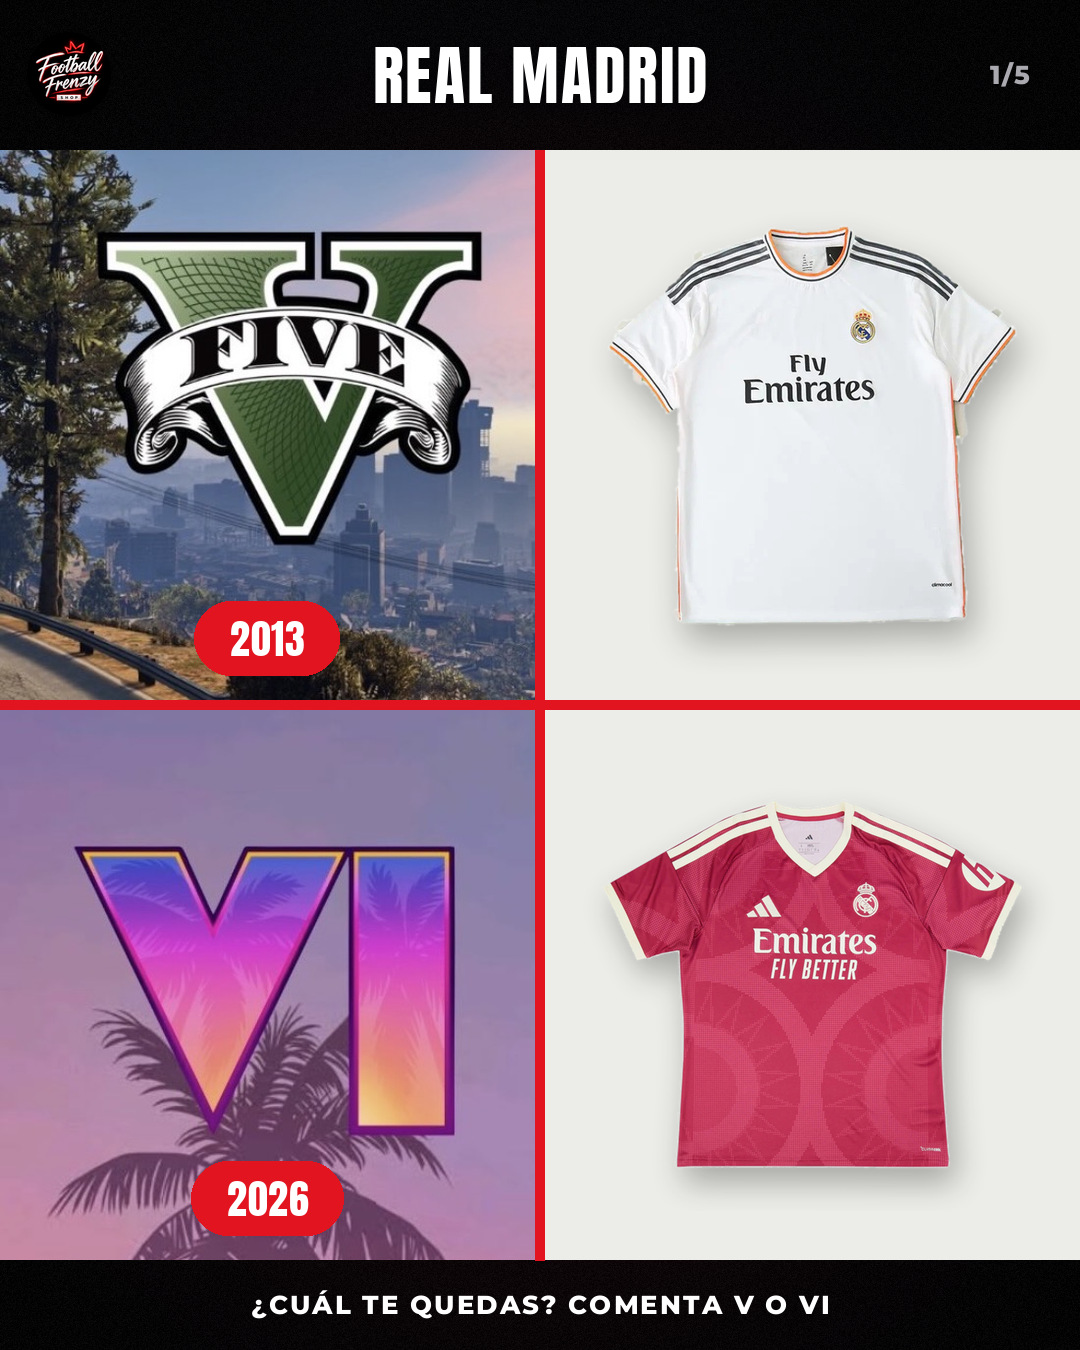 Football
Frenzy
SHOP
REAL MADRID
1/5
FIVE
2013
Fly
Emirates
climacool
VI
2026
Emirates
FLY BETTER
¿CUÁL TE QUEDAS? COMENTA V O VI